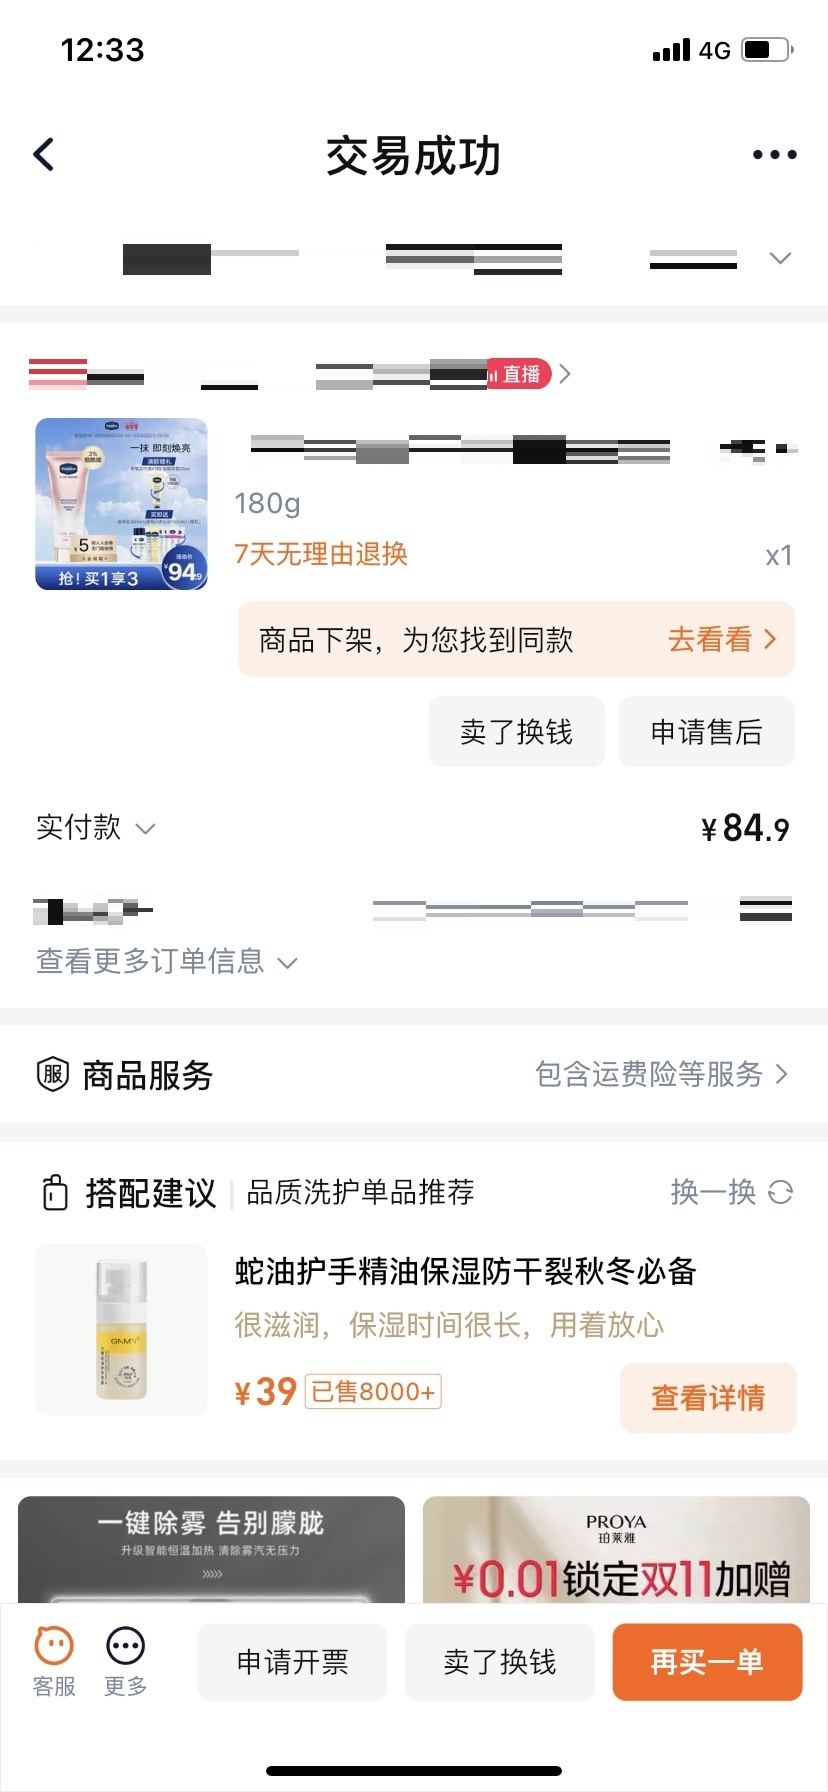 12:33
4G
交易成功
直播
一抹 即刻焕亮
3%
¥5
抢!买1享3
活动价
¥94.9
180g
7天无理由退换
x1
商品下架，为您找到同款
去看看
卖了换钱
申请售后
实付款
¥84.9
查看更多订单信息
服 商品服务
包含运费险等服务
搭配建议
品质洗护单品推荐
换一换
蛇油护手精油保湿防干裂秋冬必备
很滋润，保湿时间很长，用着放心
¥39
已售8000+
查看详情
一键除雾 告别朦胧
升级智能恒温加热 清除雾汽无压力
PROYA
珀莱雅
¥0.01锁定双11加赠
客服
更多
申请开票
卖了换钱
再买一单